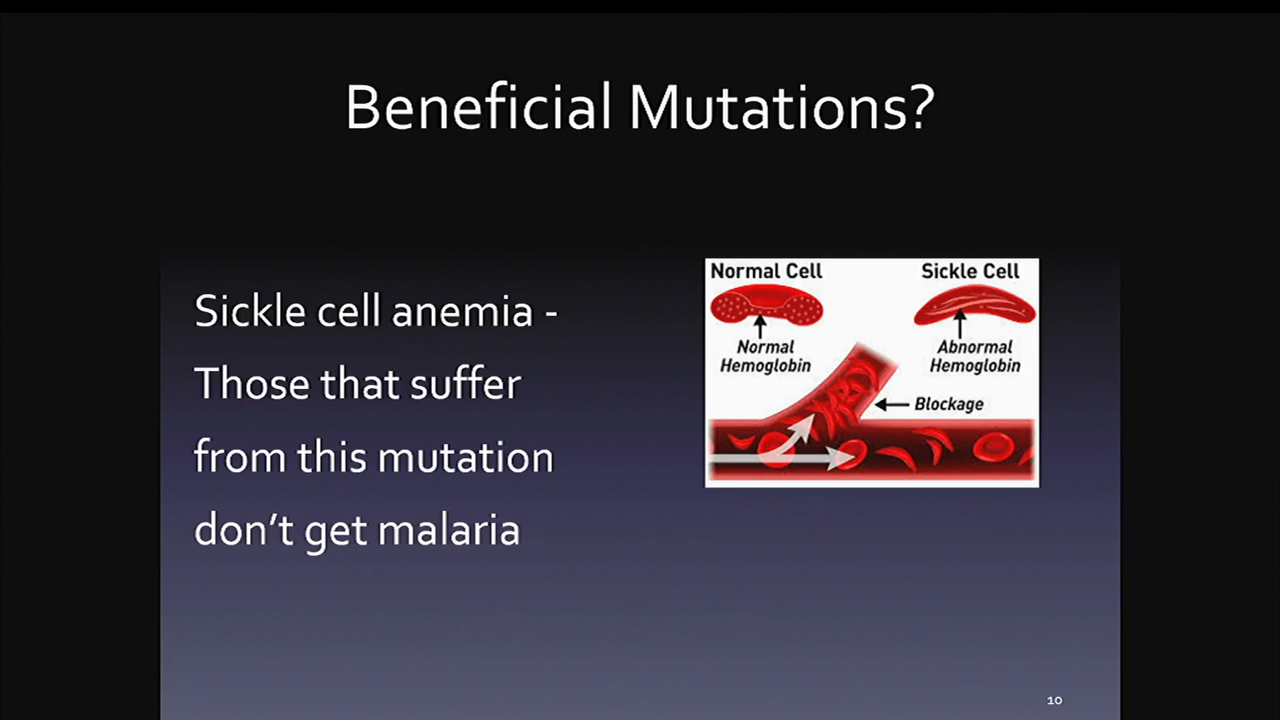 Beneficial Mutations?
Sickle cell anemia -
Those that suffer
from this mutation
don't get malaria
Normal Cell
Sickle Cell
Normal
Hemoglobin
Abnormal
Hemoglobin
Blockage
10